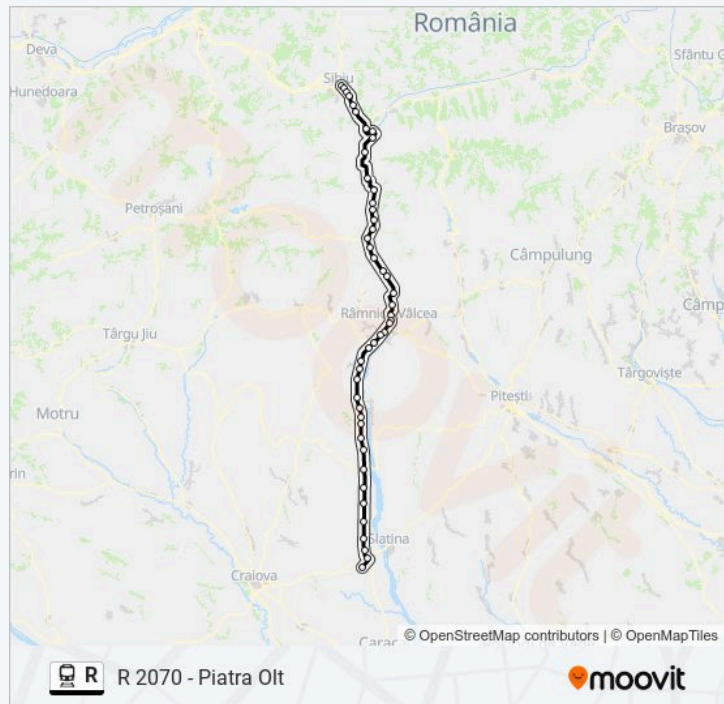 România
Deva
Sibiu
Sfântu G
Hunedoara
Brașov
Petroșani
Câmpulung
Câmp
Râmnicu Vâlcea
Târgu Jiu
Târgoviște
Pitești
Motru
rin
Slatina
Craiova
Carac
© OpenStreetMap contributors | © OpenMapTiles
R R 2070 - Piatra Olt
moovit